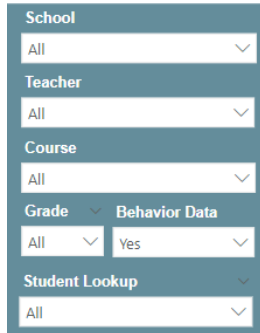 School
All
Teacher
All
Course
All
Grade Behavior Data
All Yes
Student Lookup
All